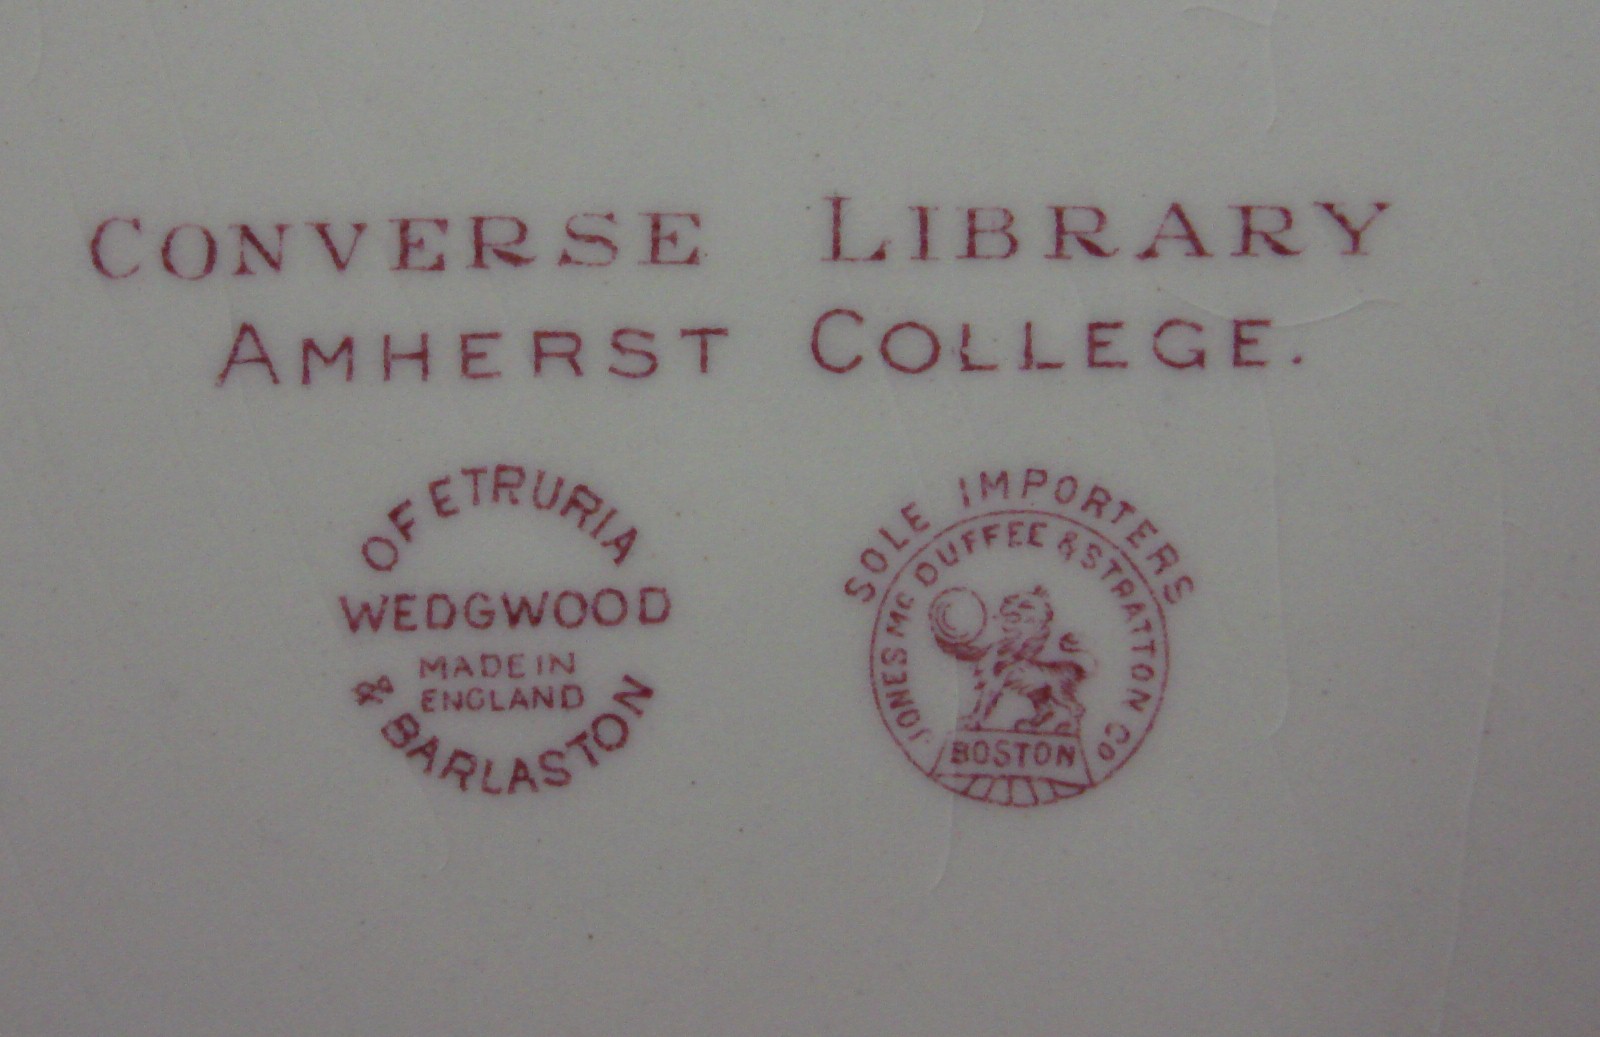 CONVERSE LIBRARY
AMHERST COLLEGE.
OF ETRURIA
WEDGWOOD
MADE IN
ENGLAND
& BARLASTON
SOLE IMPORTERS
JONES MC DUFFEE & STRATTON CO
BOSTON